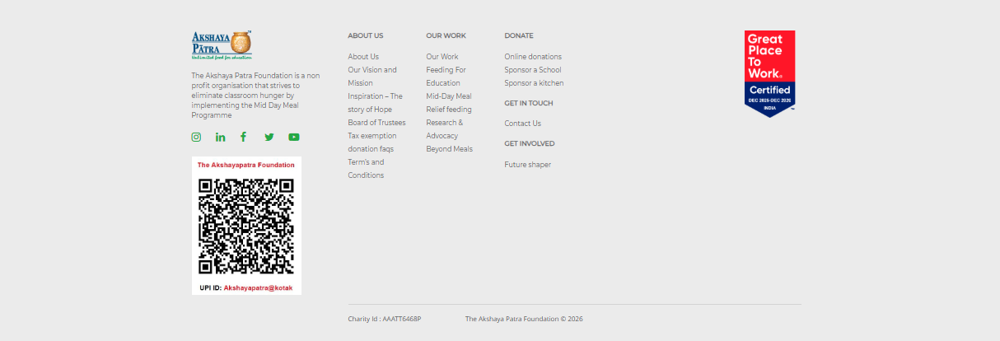 AKSHAYA
PĀTRA
Unlimited food for education
The Akshaya Patra Foundation is a non
profit organisation that strives to
eliminate classroom hunger by
implementing the Mid Day Meal
Programme
The Akshayapatra Foundation
UPI ID: Akshayapatra@kotak
ABOUT US
About Us
Our Vision and
Mission
Inspiration – The
story of Hope
Board of Trustees
Tax exemption
donation faqs
Term's and
Conditions
OUR WORK
Our Work
Feeding For
Education
Mid-Day Meal
Relief feeding
Research &
Advocacy
Beyond Meals
DONATE
Online donations
Sponsor a School
Sponsor a kitchen
GET IN TOUCH
Contact Us
GET INVOLVED
Future shaper
Great
Place
To
Work.
Certified
DEC 2025-DEC 2026
INDIA
Charity Id : AAATT6468P
The Akshaya Patra Foundation © 2026